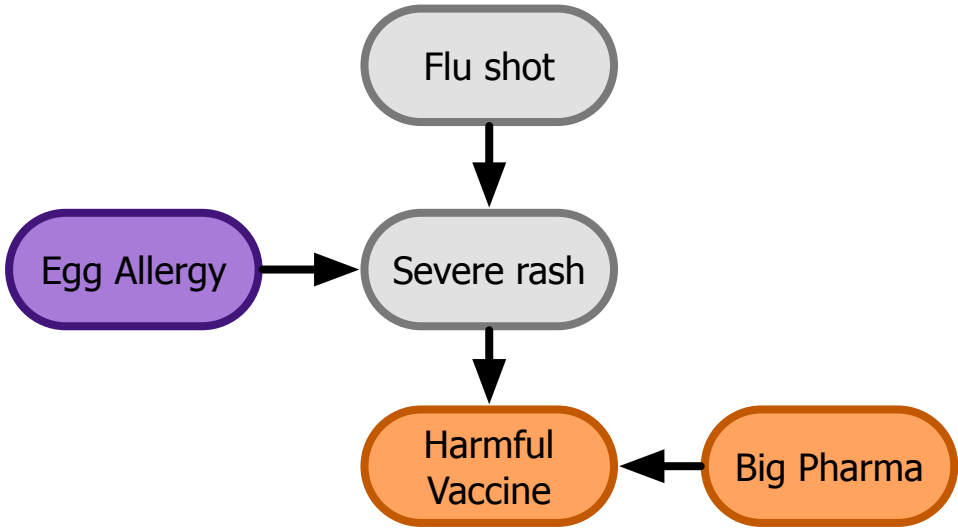 Flu shot
Egg Allergy
Severe rash
Harmful
Vaccine
Big Pharma